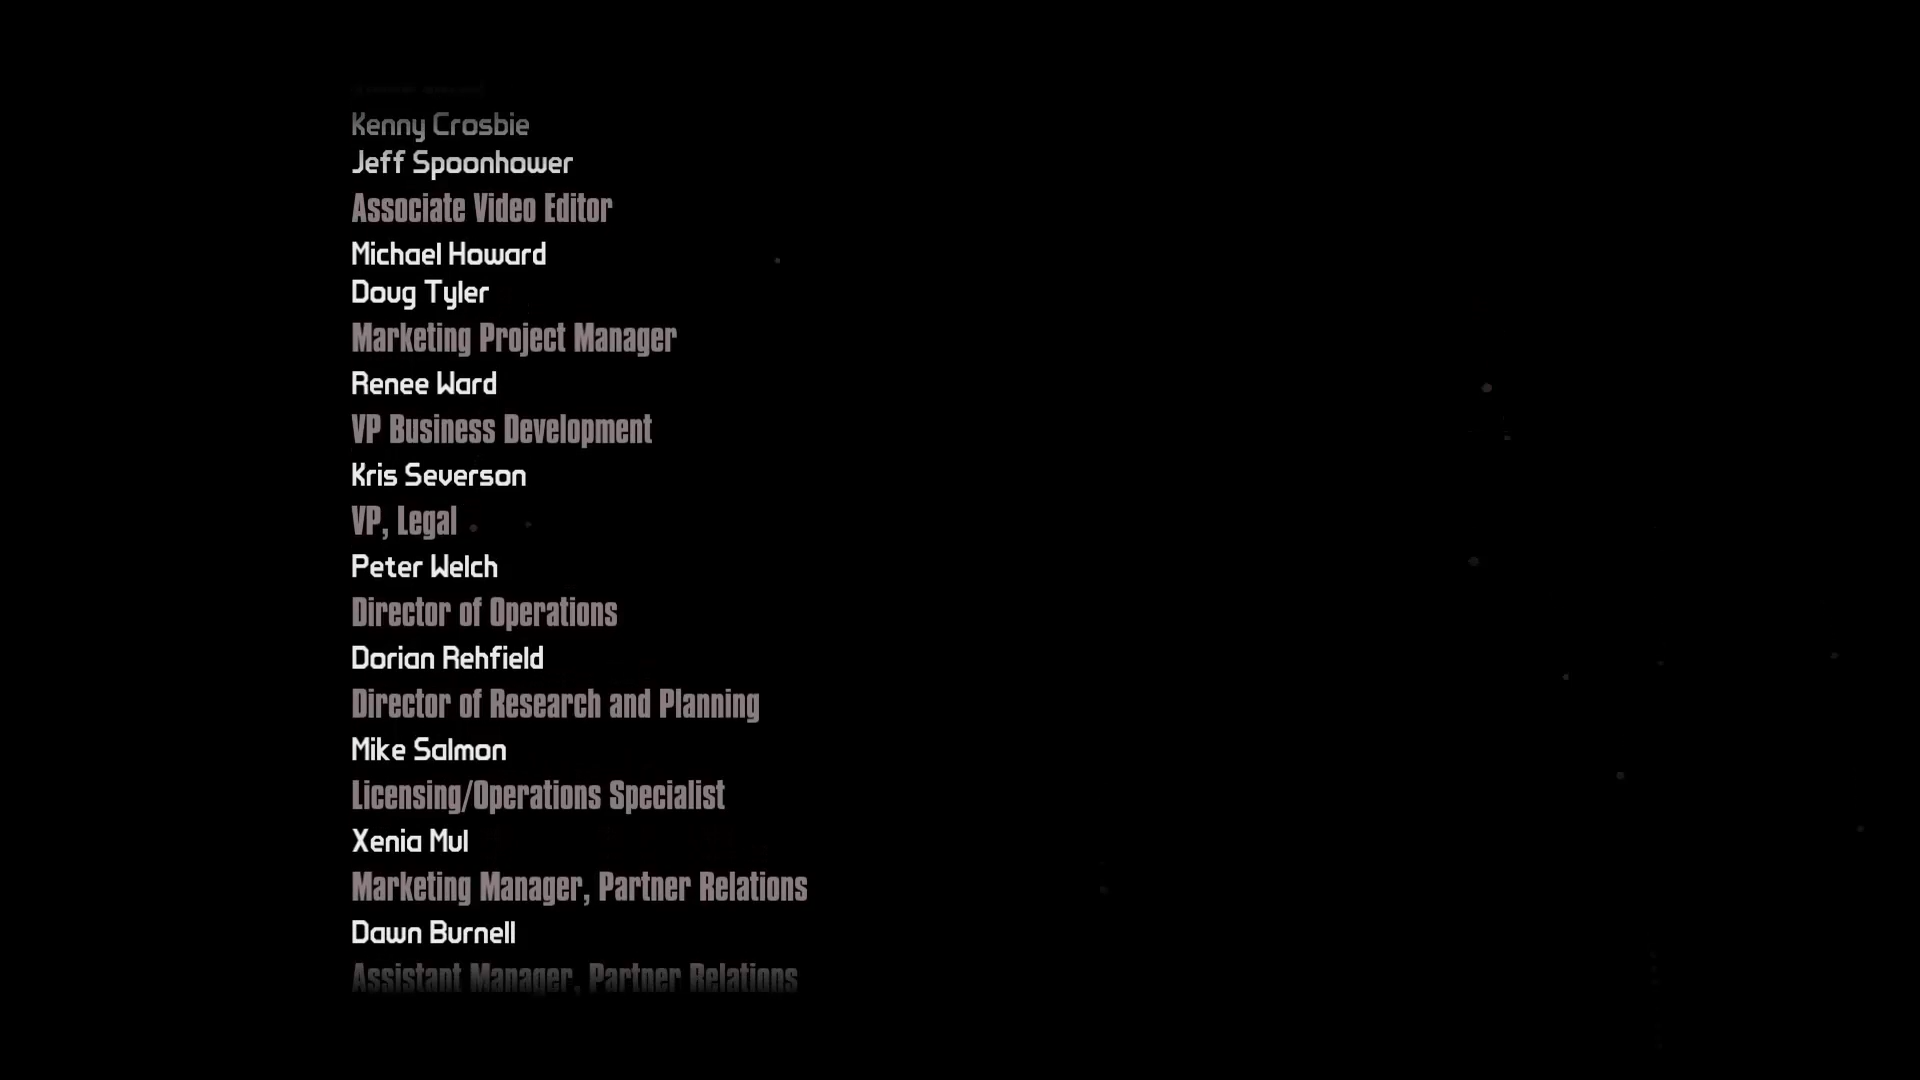 Kenny Crosbie
Jeff Spoonhower
Associate Video Editor
Michael Howard
Doug Tyler
Marketing Project Manager
Renee Ward
VP Business Development
Kris Severson
VP, Legal
Peter Welch
Director of Operations
Dorian Rehfield
Director of Research and Planning
Mike Salmon
Licensing/Operations Specialist
Xenia Mul
Marketing Manager, Partner Relations
Dawn Burnell
Assistant Manager, Partner Relations